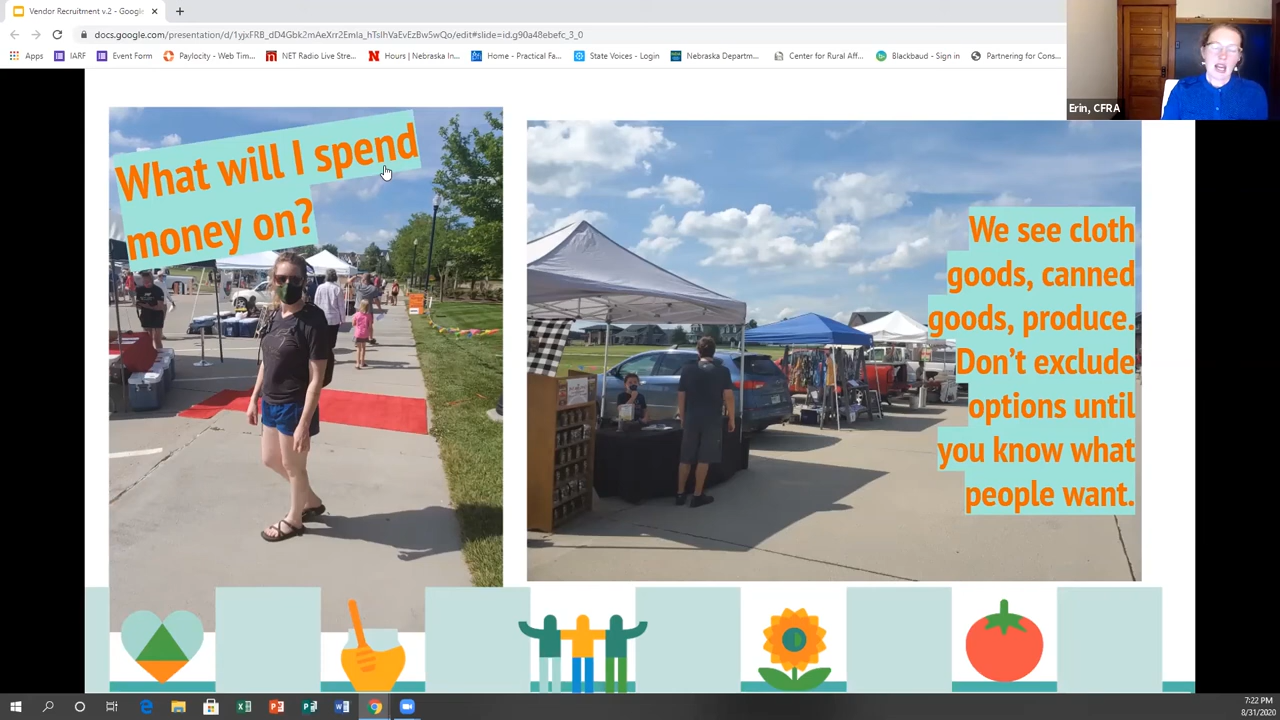 Vendor Recruitment v.2 - Google
docs.google.com/presentation/d/1yjxFRB_dD4Gbk2mAeXrr2EmIa_hTslhVaEvEzBw5wQo/edit#slide=id.g90a48ebefc_3_0
Apps
IARF
Event Form
Paylocity - Web Tim...
NET Radio Live Stre...
Hours | Nebraska In...
Home - Practical Fa...
State Voices - Login
Nebraska Departm...
Center for Rural Aff...
Blackbaud - Sign in
Partnering for Cons...
Erin, CFRA
What will I spend
money on?
We see cloth
goods, canned
goods, produce.
Don't exclude
options until
you know what
people want.
7:22 PM
8/31/2020